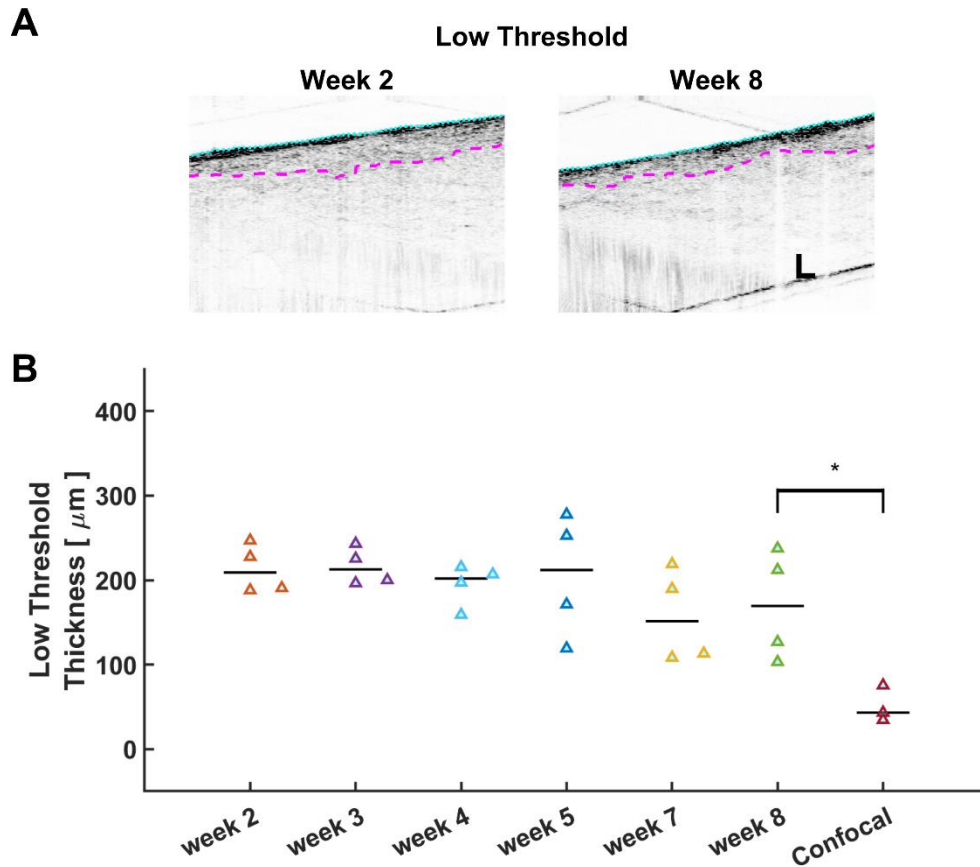 A
Low Threshold
Week 2
Week 8
L
B
Low Threshold
Thickness [ μm ]
400
300
200
100
0
*
week 2
week 3
week 4
week 5
week 7
week 8
Confocal